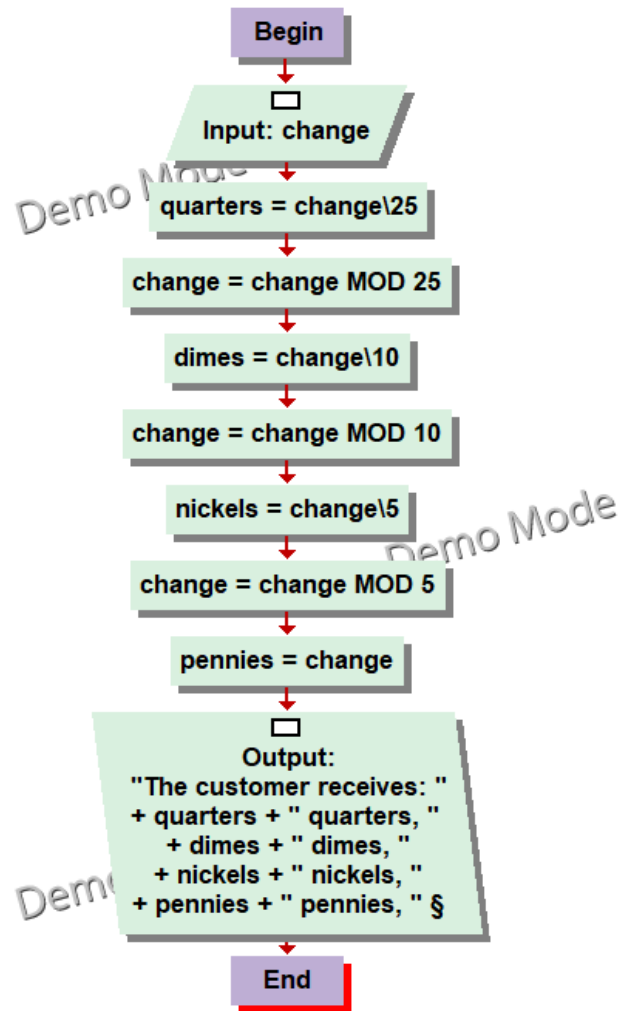 Begin
Input: change
Demo Mode
quarters = change\25
change = change MOD 25
dimes = change\10
change = change MOD 10
nickels = change\5
Demo Mode
change = change MOD 5
pennies = change
Output:
"The customer receives: "
+ quarters + " quarters, "
+ dimes + " dimes, "
+ nickels + " nickels, "
Demo
+ pennies + " pennies, " §
End